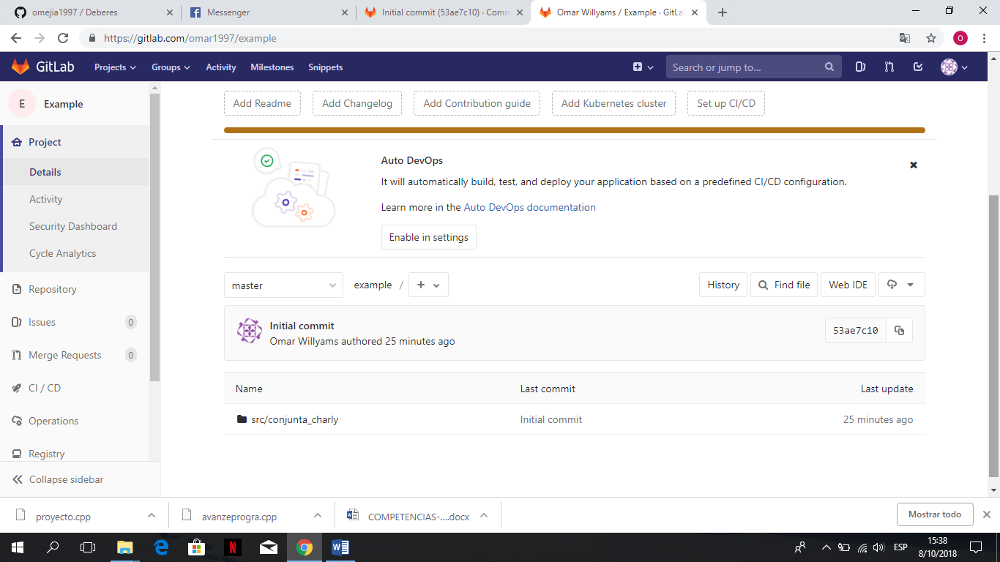 omejia1997 / Deberes
Messenger
Initial commit (53ae7c10) · Com
Omar Willyams / Example · GitLa
https://gitlab.com/omar1997/example
O
GitLab Projects Groups Activity Milestones Snippets
Search or jump to...
E Example
Project
Details
Activity
Security Dashboard
Cycle Analytics
Repository
Issues 0
Merge Requests 0
CI / CD
Operations
Registry
Collapse sidebar
Add Readme Add Changelog Add Contribution guide Add Kubernetes cluster Set up CI/CD
Auto DevOps
It will automatically build, test, and deploy your application based on a predefined CI/CD configuration.
Learn more in the Auto DevOps documentation
Enable in settings
master example / + History Find file Web IDE
Initial commit
Omar Willyams authored 25 minutes ago
53ae7c10
Name Last commit Last update
src/conjunta_charly Initial commit 25 minutes ago
proyecto.cpp avanzeprogra.cpp COMPETENCIAS-....docx Mostrar todo
ESP
15:38
8/10/2018